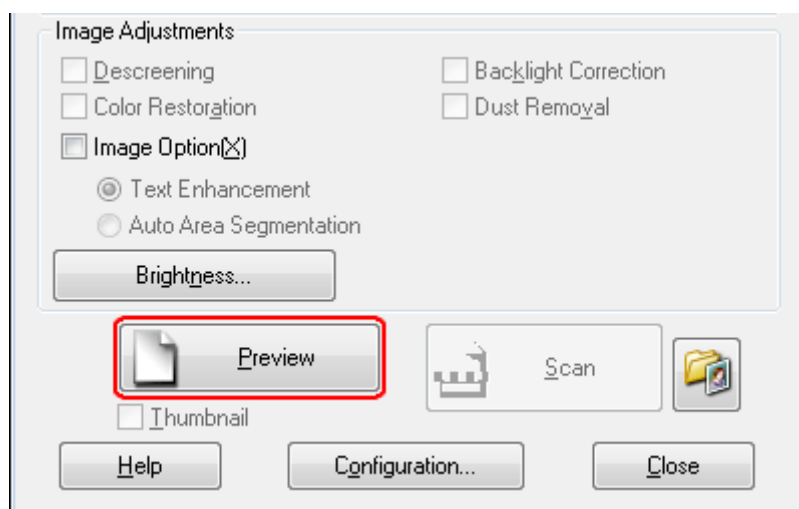 Image Adjustments
Descreening Backlight Correction
Color Restoration Dust Removal
Image Option(X)
Text Enhancement
Auto Area Segmentation
Brightness...
Preview Scan
Thumbnail
Help Configuration... Close